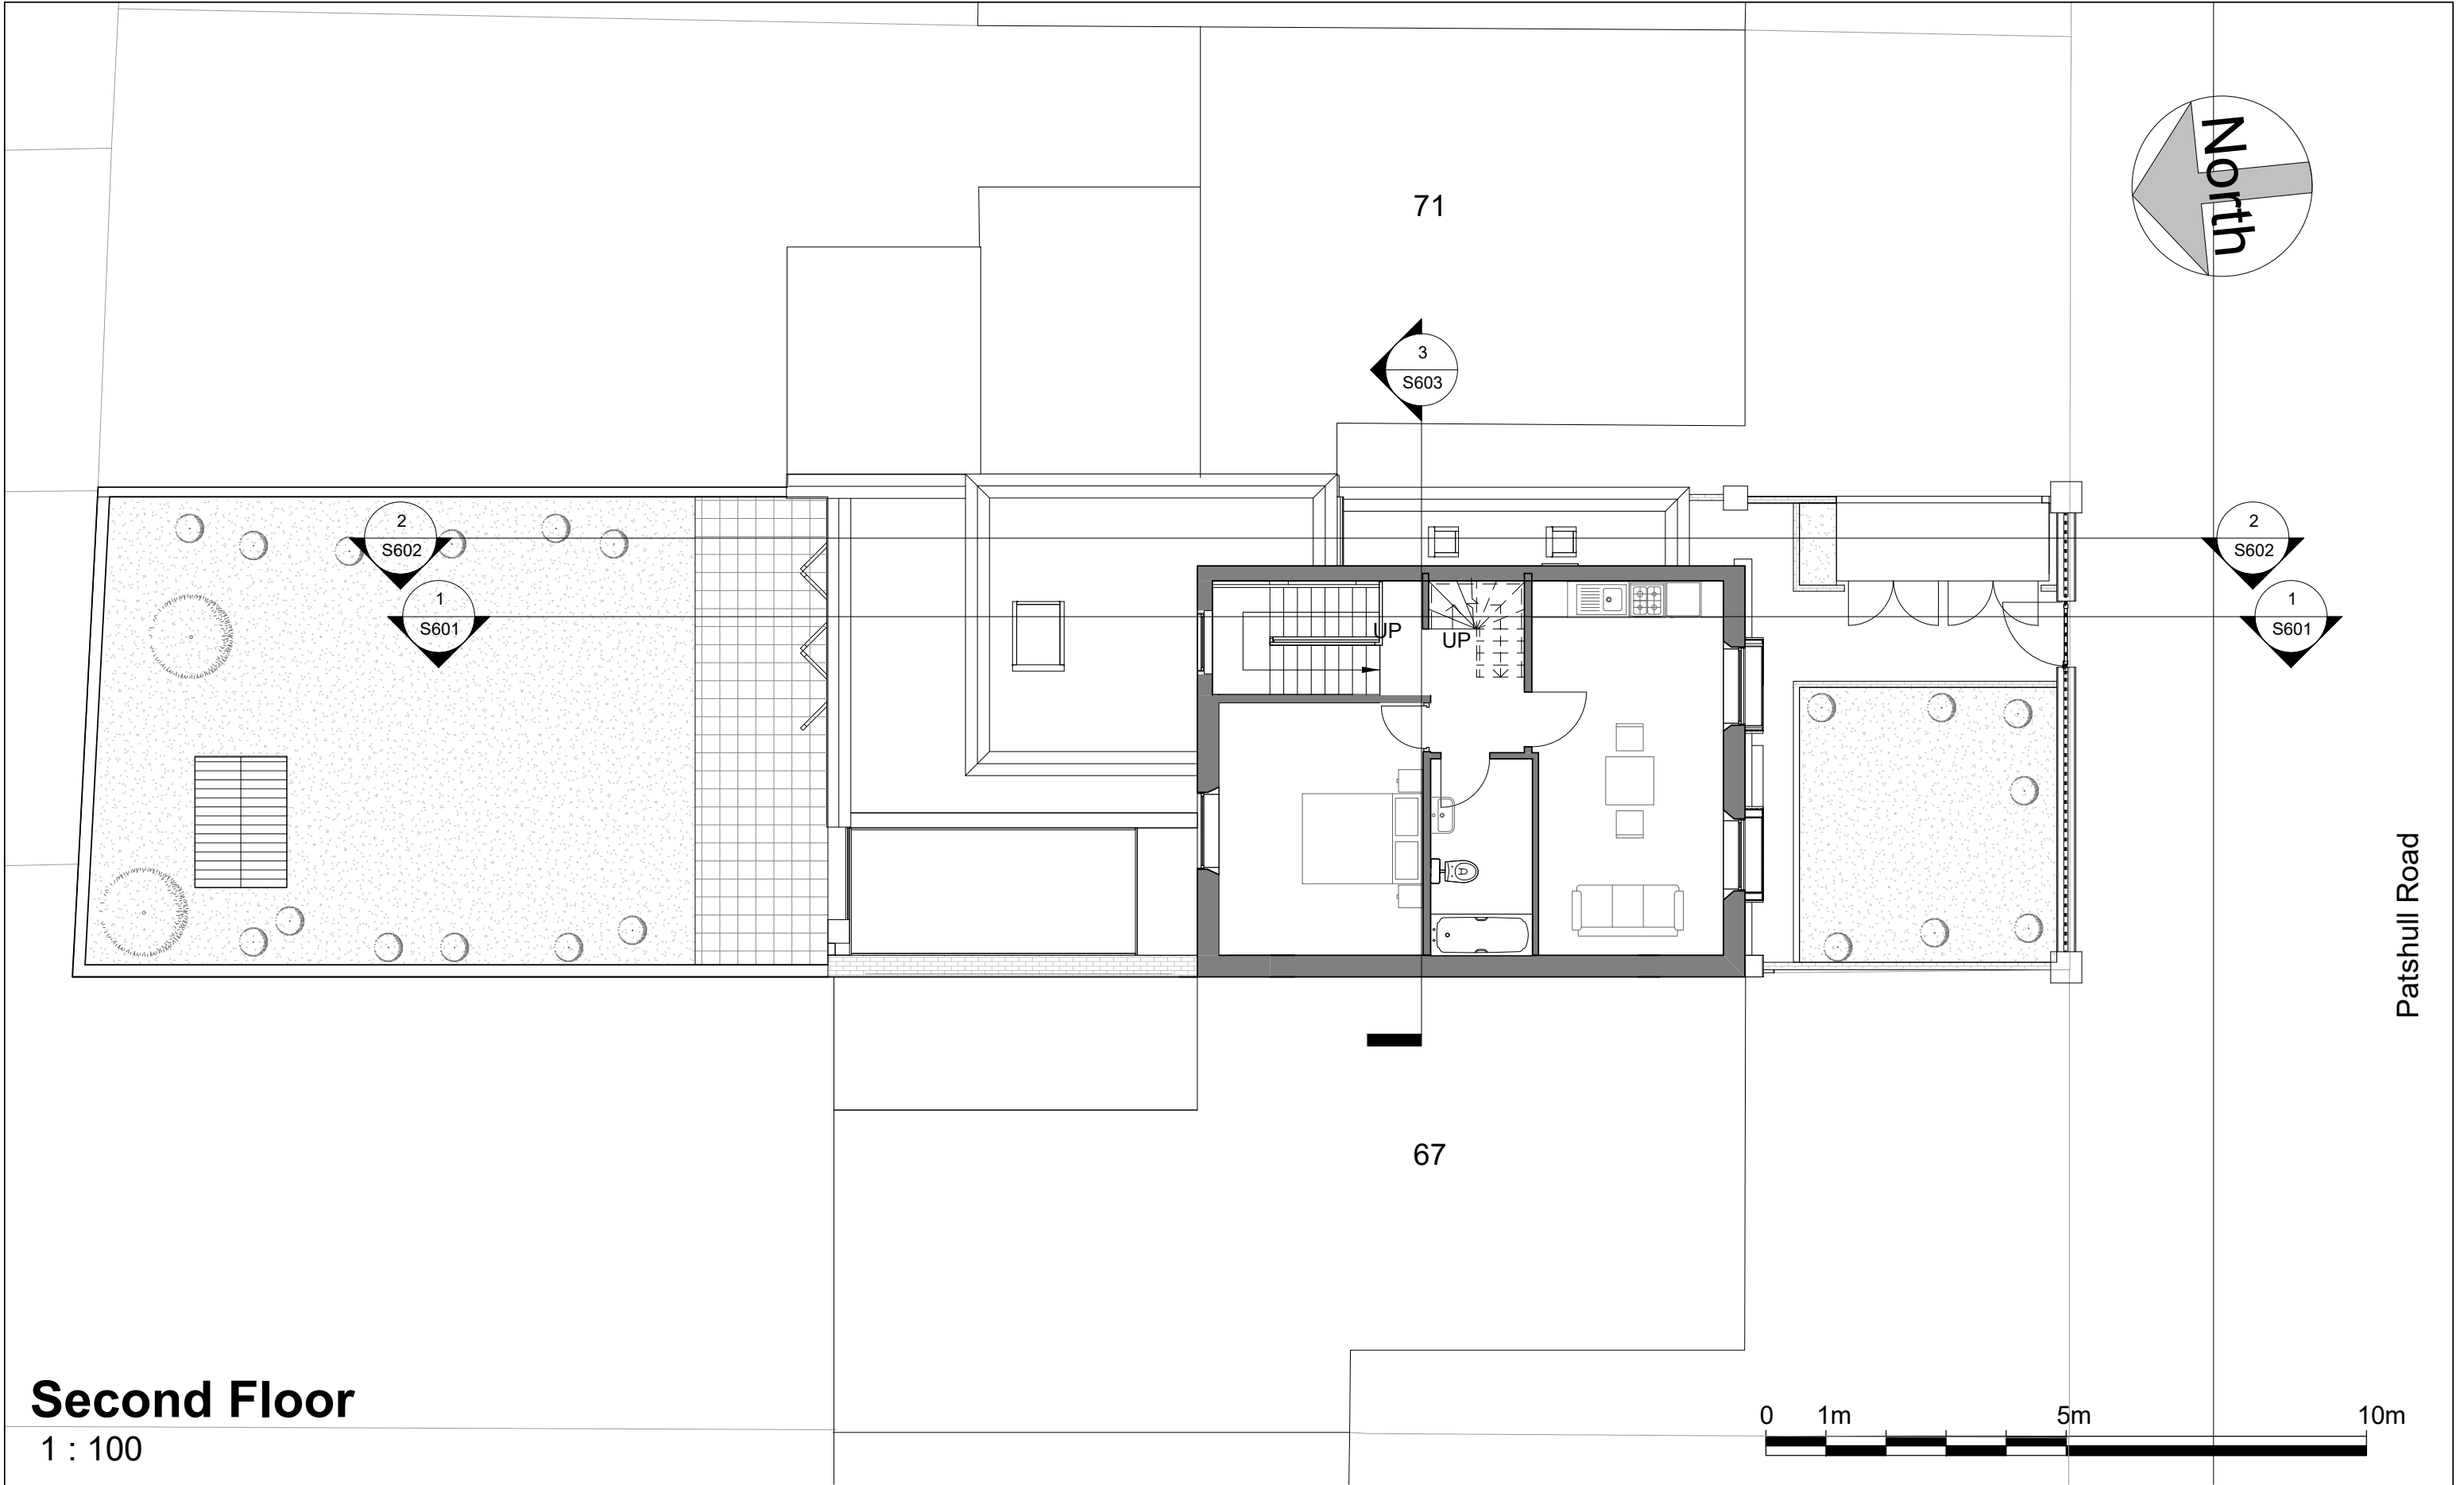 North
71
3
S603
2
S602
2
S602
1
S601
1
S601
UP
UP
Patshull Road
67
Second Floor
1 : 100
0 1m 5m 10m